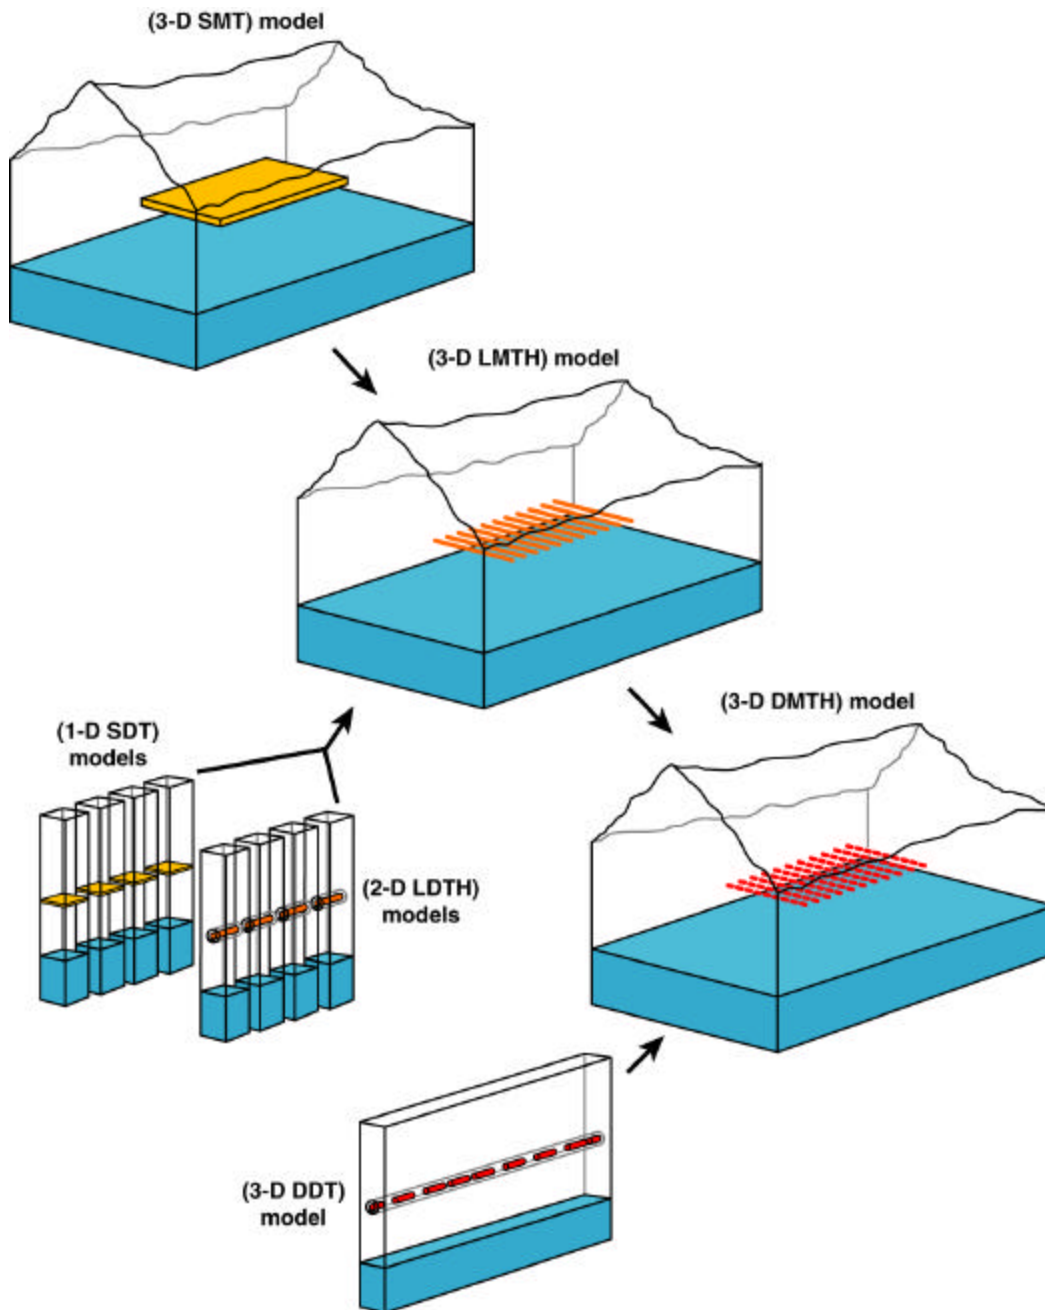 (3-D SMT) model
(3-D LMTH) model
(1-D SDT)
models
(3-D DMTH) model
(2-D LDTH)
models
(3-D DDT)
model